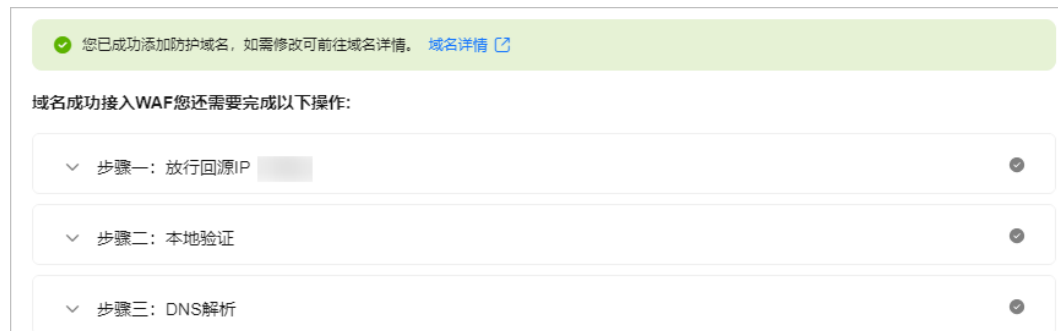 您已成功添加防护域名，如需修改可前往域名详情。 域名详情
域名成功接入WAF您还需要完成以下操作：
步骤一：放行回源IP
步骤二：本地验证
步骤三：DNS解析